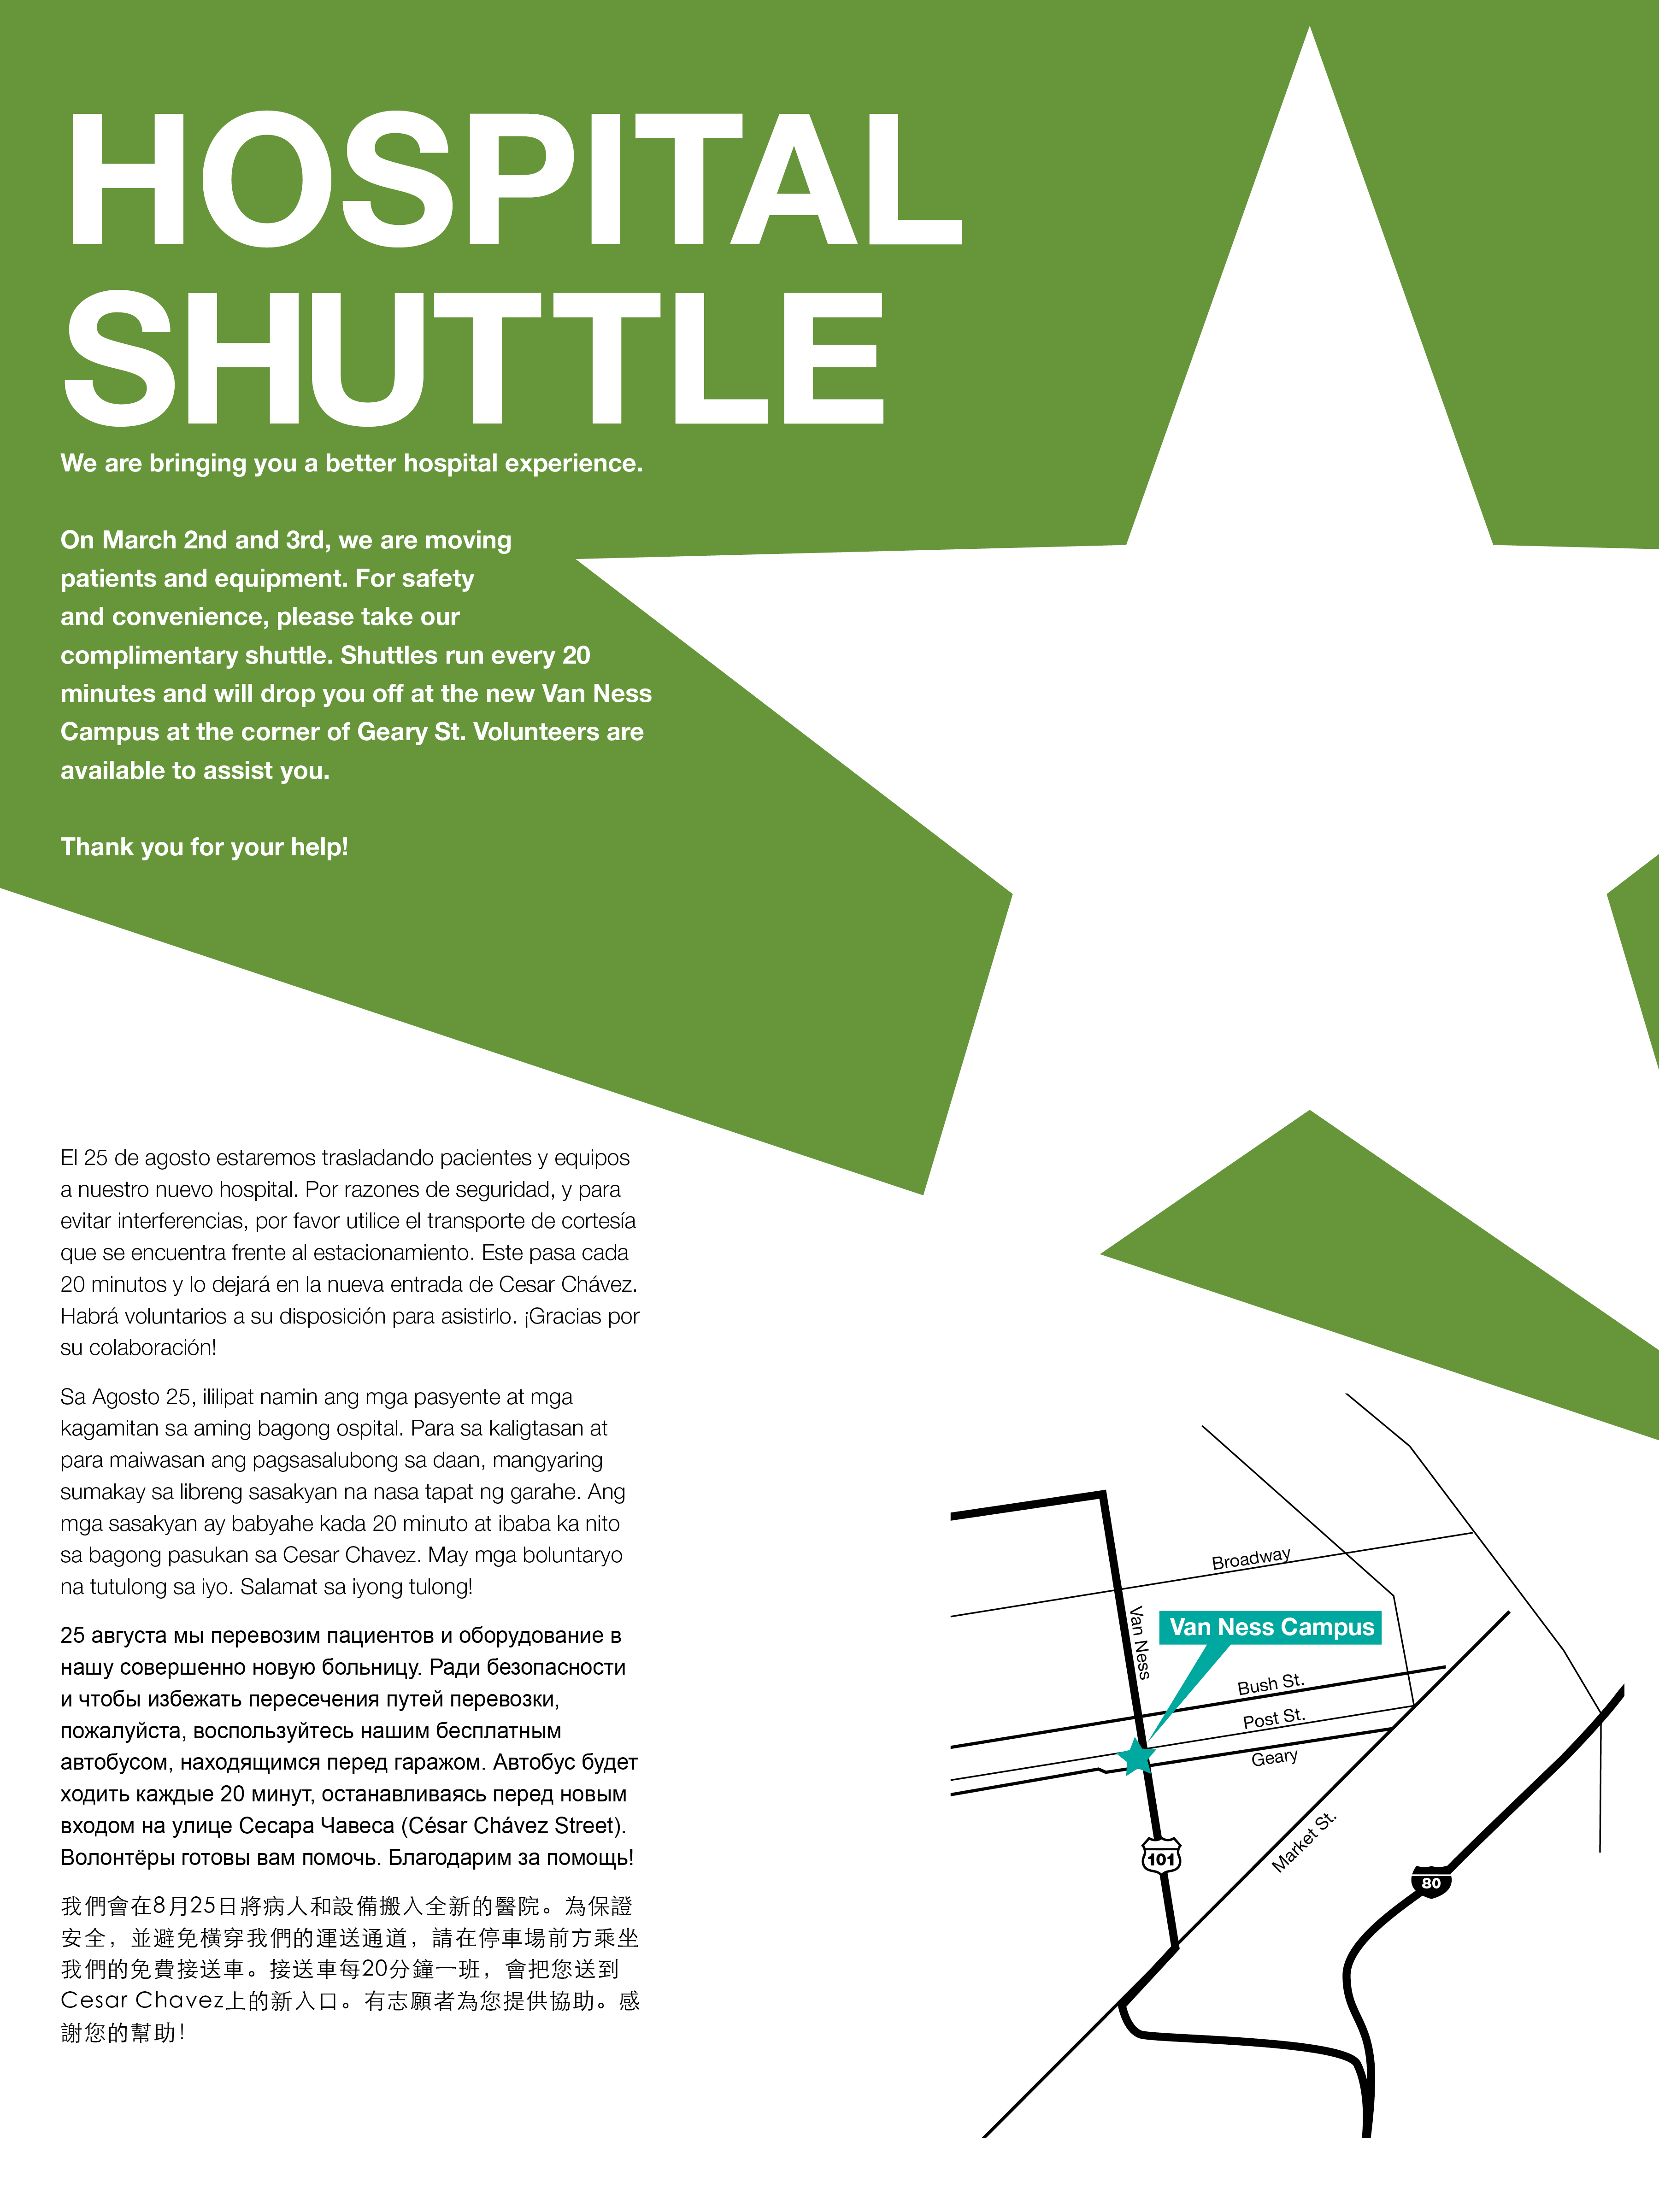 HOSPITAL
SHUTTLE
We are bringing you a better hospital experience.
On March 2nd and 3rd, we are moving
patients and equipment. For safety
and convenience, please take our
complimentary shuttle. Shuttles run every 20
minutes and will drop you off at the new Van Ness
Campus at the corner of Geary St. Volunteers are
available to assist you.
Thank you for your help!
El 25 de agosto estaremos trasladando pacientes y equipos
a nuestro nuevo hospital. Por razones de seguridad, y para
evitar interferencias, por favor utilice el transporte de cortesía
que se encuentra frente al estacionamiento. Este pasa cada
20 minutos y lo dejará en la nueva entrada de Cesar Chávez.
Habrá voluntarios a su disposición para asistirlo. ¡Gracias por
su colaboración!
Sa Agosto 25, ililipat namin ang mga pasyente at mga
kagamitan sa aming bagong ospital. Para sa kaligtasan at
para maiwasan ang pagsasalubong sa daan, mangyaring
sumakay sa libreng sasakyan na nasa tapat ng garahe. Ang
mga sasakyan ay babyahe kada 20 minuto at ibaba ka nito
sa bagong pasukan sa Cesar Chavez. May mga boluntaryo
na tutulong sa iyo. Salamat sa iyong tulong!
25 августа мы перевозим пациентов и оборудование в
нашу совершенно новую больницу. Ради безопасности
и чтобы избежать пересечения путей перевозки,
пожалуйста, воспользуйтесь нашим бесплатным
автобусом, находящимся перед гаражом. Автобус будет
ходить каждые 20 минут, останавливаясь перед новым
входом на улице Сесара Чавеса (César Chávez Street).
Волонтёры готовы вам помочь. Благодарим за помощь!
我們會在8月25日將病人和設備搬入全新的醫院。為保證
安全，並避免橫穿我們的運送通道，請在停車場前方乘坐
我們的免費接送車。接送車每20分鐘一班，會把您送到
Cesar Chavez上的新入口。有志願者為您提供協助。感
謝您的幫助！
Broadway
Van Ness
Van Ness Campus
Bush St.
Post St.
Geary
Market St.
101
80